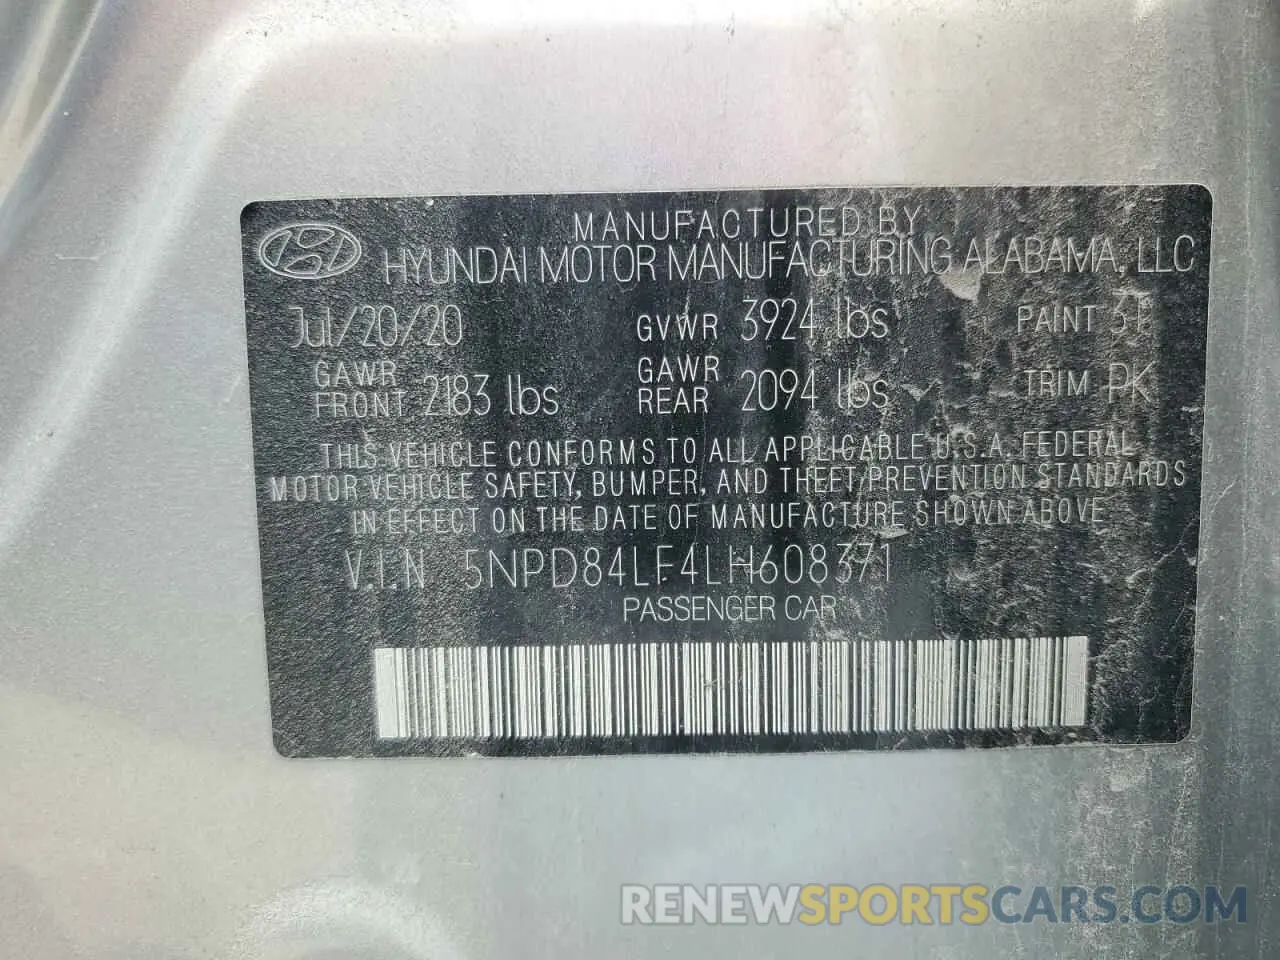 MANUFACTURED BY
HYUNDAI MOTOR MANUFACTURING ALABAMA, LLC
Jul/20/20 GVWR 3924 lbs PAINT
GAWR FRONT 2183 lbs GAWR REAR 2094 lbs TRIM PK
THIS VEHICLE CONFORMS TO ALL APPLICABLE U.S.A. FEDERAL
MOTOR VEHICLE SAFETY, BUMPER, AND THEFT PREVENTION STANDARDS
IN EFFECT ON THE DATE OF MANUFACTURE SHOWN ABOVE
V.I.N 5NPD84LF4LH608371
PASSENGER CAR
RENEWSPORTSCARS.COM